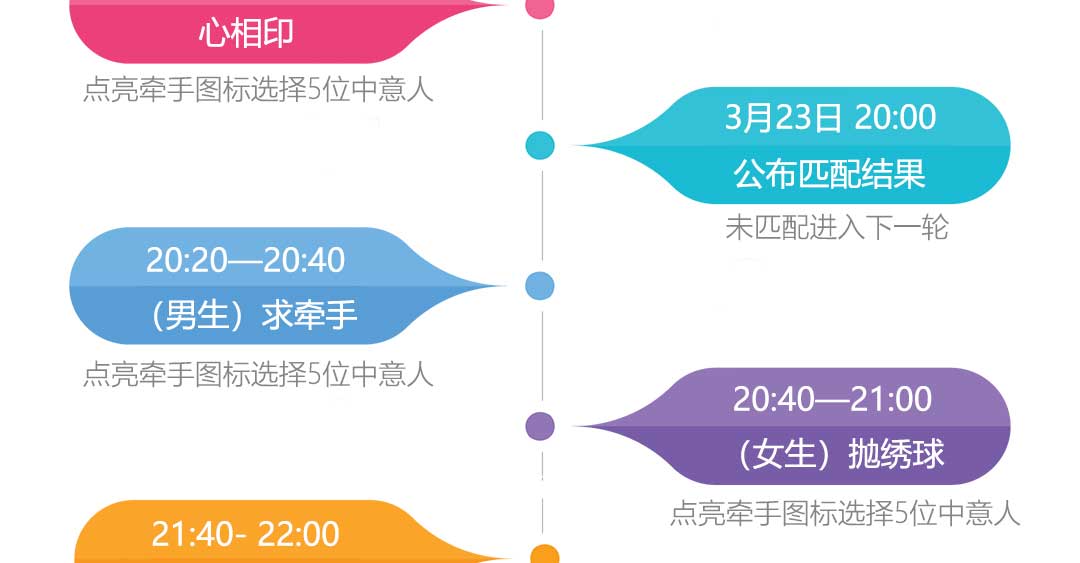 心相印
点亮牵手图标选择5位中意人
3月23日 20:00
公布匹配结果
未匹配进入下一轮
20:20—20:40
（男生）求牵手
点亮牵手图标选择5位中意人
20:40—21:00
（女生）抛绣球
点亮牵手图标选择5位中意人
21:40- 22:00